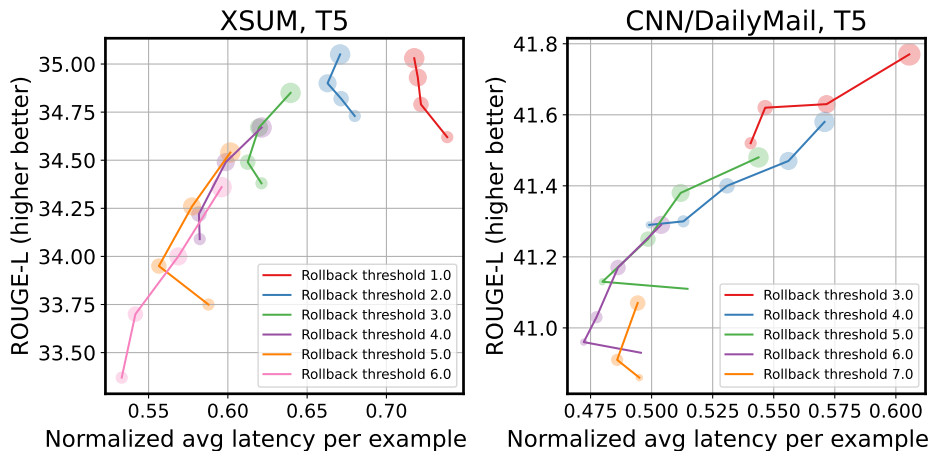 XSUM, T5
ROUGE-L (higher better)
35.00
34.75
34.50
34.25
34.00
33.75
33.50
Rollback threshold 1.0
Rollback threshold 2.0
Rollback threshold 3.0
Rollback threshold 4.0
Rollback threshold 5.0
Rollback threshold 6.0
0.55 0.60 0.65 0.70
Normalized avg latency per example
CNN/DailyMail, T5
ROUGE-L (higher better)
41.8
41.6
41.4
41.2
41.0
Rollback threshold 3.0
Rollback threshold 4.0
Rollback threshold 5.0
Rollback threshold 6.0
Rollback threshold 7.0
0.475 0.500 0.525 0.550 0.575 0.600
Normalized avg latency per example